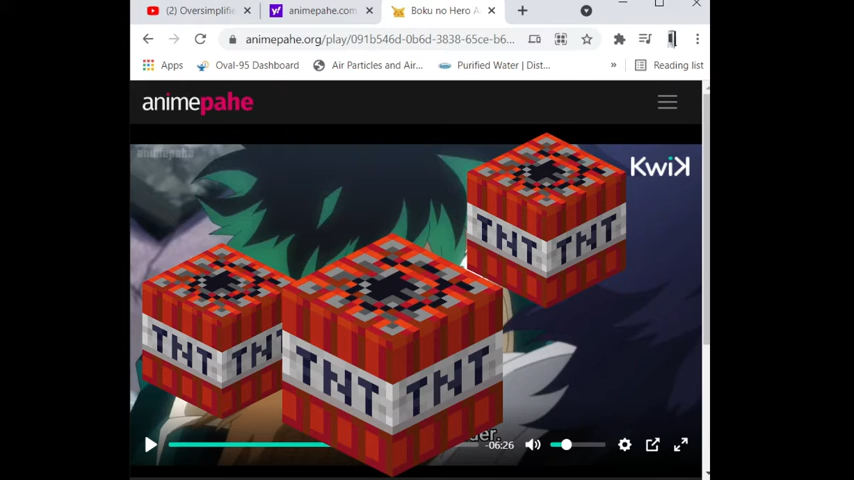 (2) Oversimplifie
animepahe.com
Boku no Hero A
animepahe.org/play/091b546d-0b6d-3838-65ce-b6...
Apps
Oval-95 Dashboard
Air Particles and Air...
Purified Water | Dist...
»
Reading list
animepahe
animepahe
KwiK
TNT TNT
TNT TNT
TNT TNT
der.
-06:26